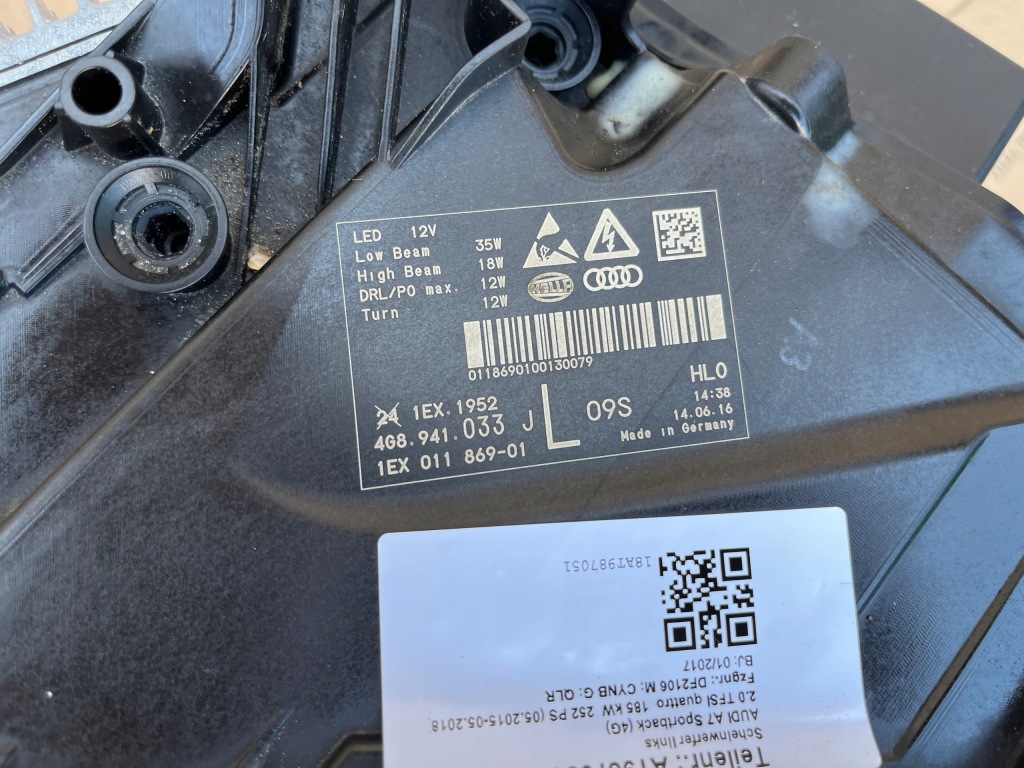 LED 12V
Low Beam 35W
High Beam 18W
DRL/PO max. 12W
Turn 12W
HELLA
0118690100130079
24 1EX.1952
4G8.941.033 J
1EX 011 869-01
L
09S
HL0
14:38
14.06.16
Made in Germany
13
Scheinwerfer links
AUDI A7 Sportback (4G)
2.0 TFSI quattro 185 kW 252 PS (05.2015-05.2018
Fzgnr.: DF2106 M: CYNB G: QLR
BJ: 01/2017
18AT987051